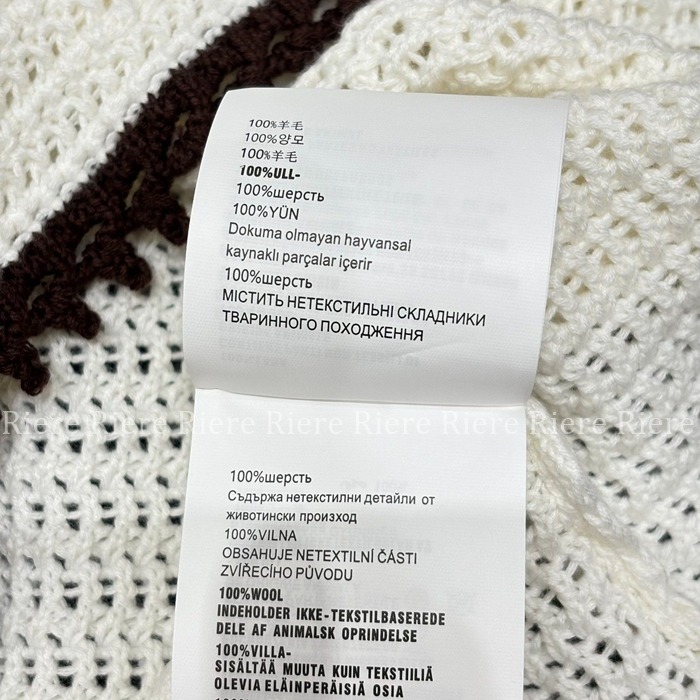 100%羊毛
100%양모
100%羊毛
100%ULL-
100%шерсть
100%YÜN
Dokuma olmayan hayvansal
kaynaklı parçalar içerir
100%шерсть
МІСТИТЬ НЕТЕКСТИЛЬНІ СКЛАДНИКИ
ТВАРИННОГО ПОХОДЖЕННЯ
Riere Riere Riere Riere Riere Riere Riere Riere
100%шерсть
Съдържа нетекстилни детайли от
животински произход
100%VILNA
OBSAHUJE NETEXTILNÍ ČÁSTI
ZVÍŘECÍHO PŮVODU
100%WOOL
INDEHOLDER IKKE-TEKSTILBASEREDE
DELE AF ANIMALSK OPRINDELSE
100%VILLA-
SISÄLTÄÄ MUUTA KUIN TEKSTIILIÄ
OLEVIA ELÄINPERÄISIÄ OSIA